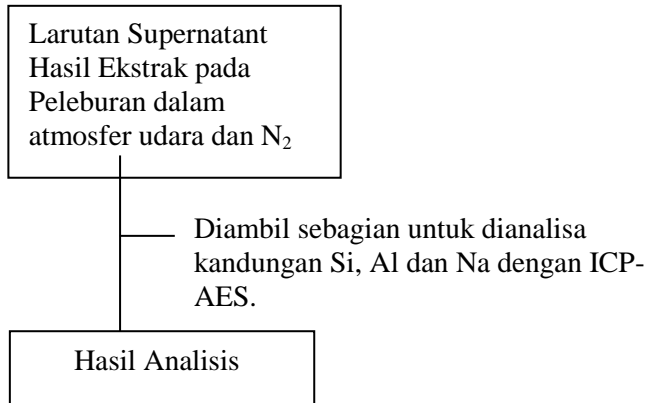 Larutan Supernatant
Hasil Ekstrak pada
Peleburan dalam
atmosfer udara dan N₂
Diambil sebagian untuk dianalisa
kandungan Si, Al dan Na dengan ICP-
AES.
Hasil Analisis